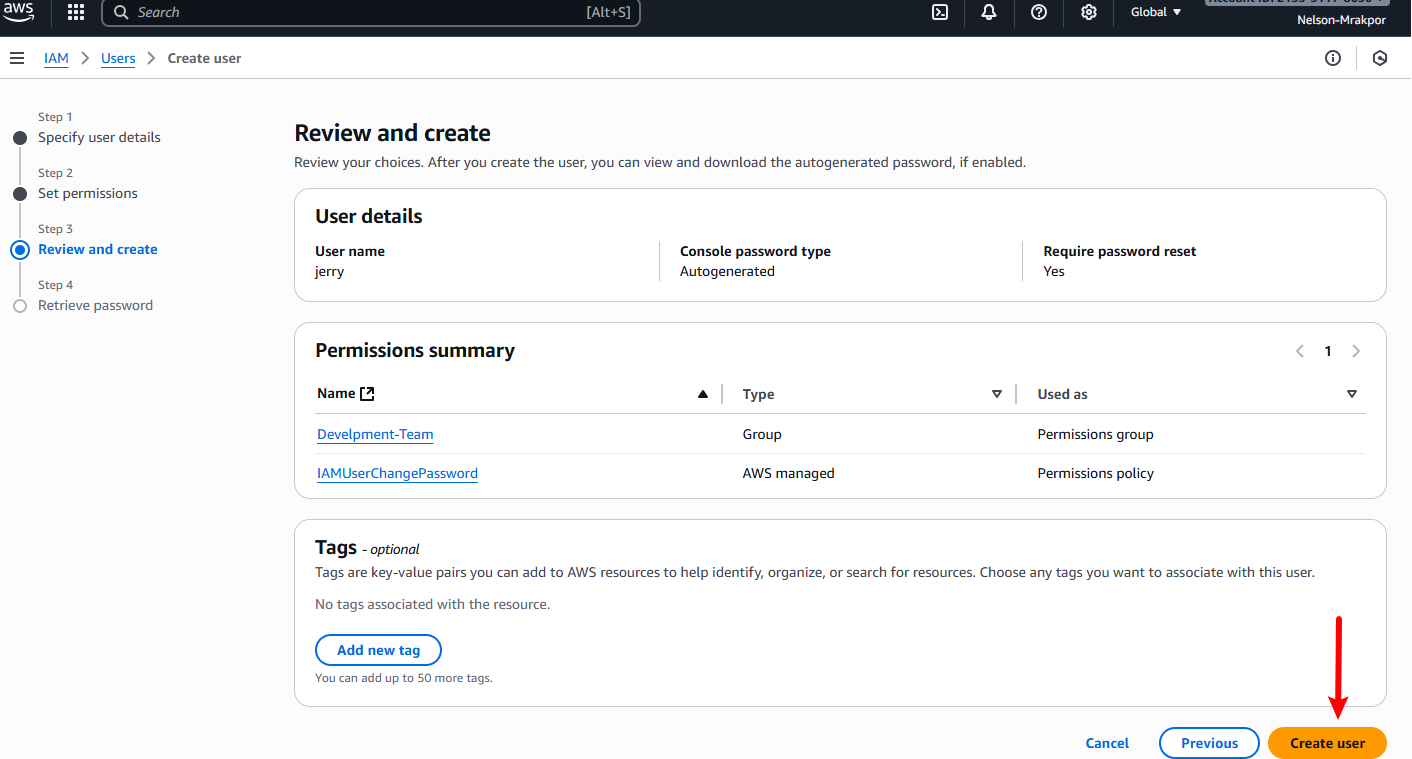 aws
Search [Alt+S]
Global
Nelson-Mrakpor
IAM Users Create user
Step 1
Specify user details
Step 2
Set permissions
Step 3
Review and create
Step 4
Retrieve password
Review and create
Review your choices. After you create the user, you can view and download the autogenerated password, if enabled.
User details
User name Console password type Require password reset
jerry Autogenerated Yes
Permissions summary
1
Name Type Used as
Develpment-Team Group Permissions group
IAMUserChangePassword AWS managed Permissions policy
Tags - optional
Tags are key-value pairs you can add to AWS resources to help identify, organize, or search for resources. Choose any tags you want to associate with this user.
No tags associated with the resource.
Add new tag
You can add up to 50 more tags.
Cancel Previous Create user